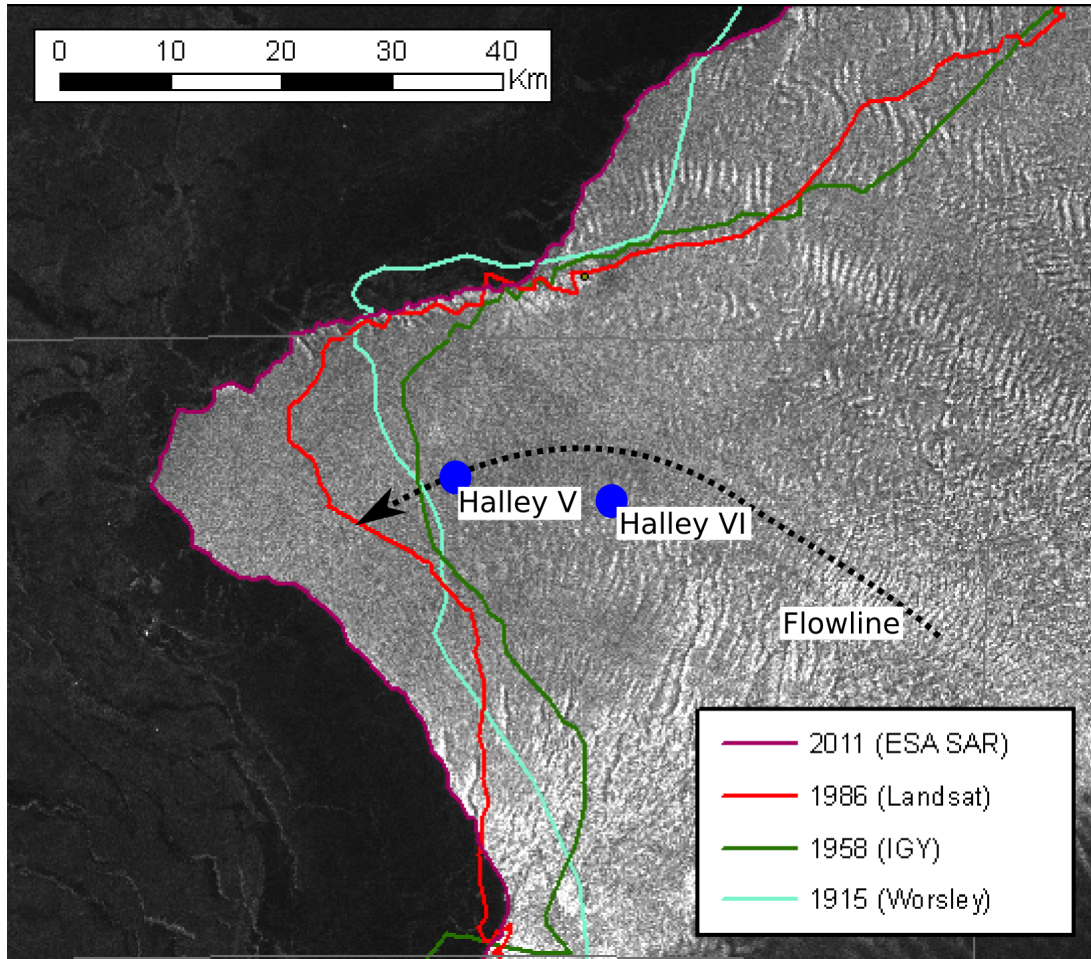 0 10 20 30 40
Km
Halley V
Halley VI
Flowline
2011 (ESA SAR)
1986 (Landsat)
1958 (IGY)
1915 (Worsley)